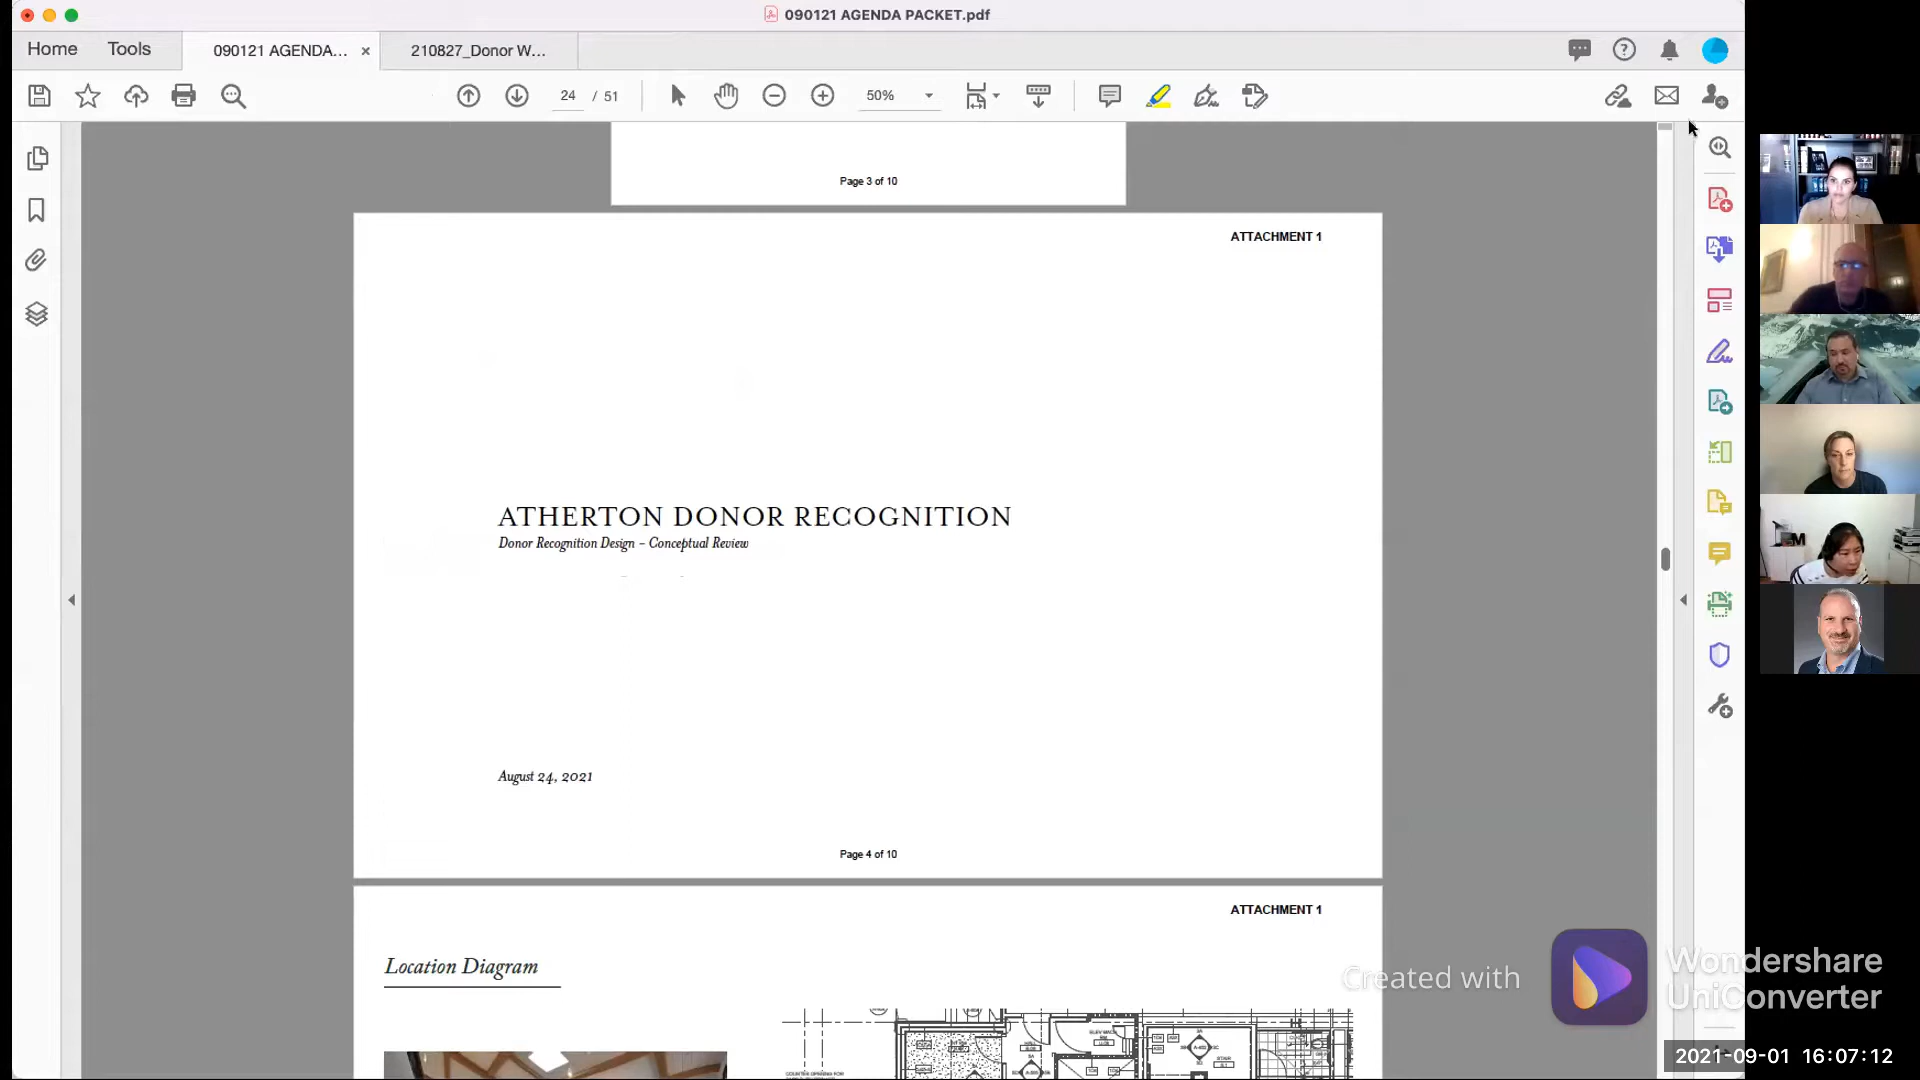 090121 AGENDA PACKET.pdf
Home
Tools
090121 AGENDA...
210827_Donor W...
24 / 51
50%
Page 3 of 10
ATTACHMENT 1
ATHERTON DONOR RECOGNITION
Donor Recognition Design – Conceptual Review
August 24, 2021
Page 4 of 10
ATTACHMENT 1
Location Diagram
Created with
Wondershare
UniConverter
2021-09-01 16:07:12